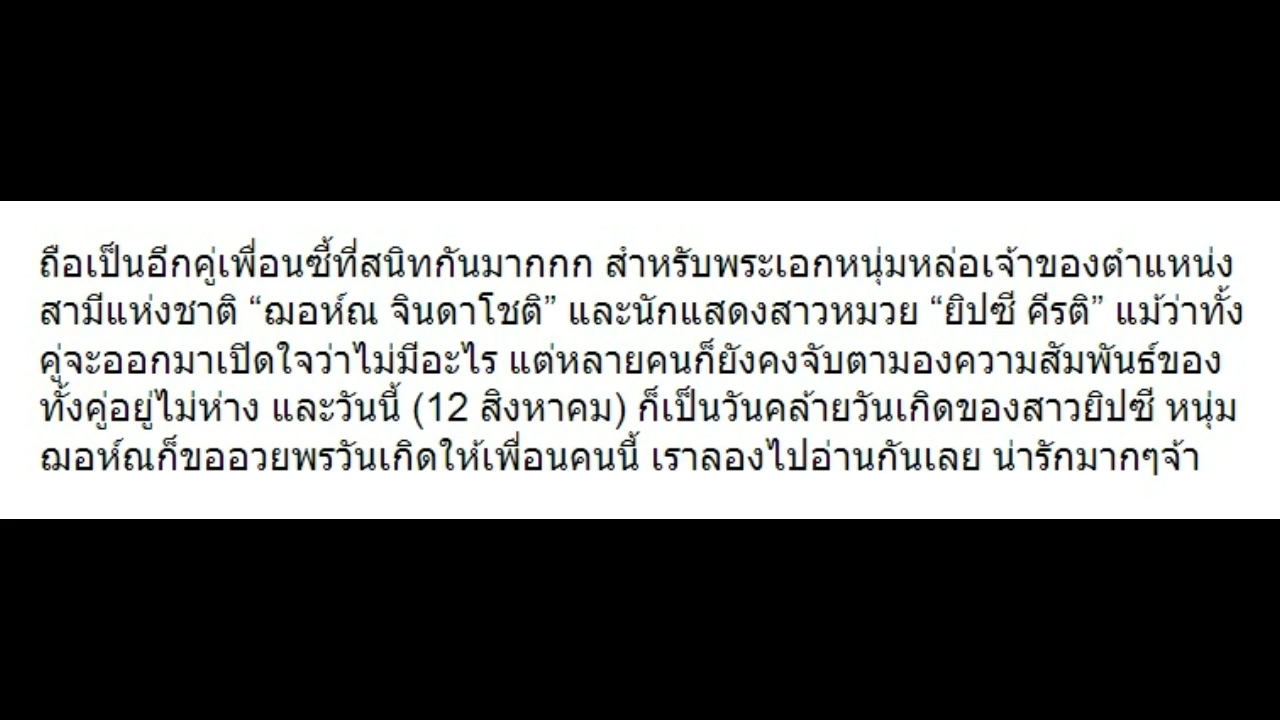 ถือเป็นอีกคู่เพื่อนซี้ที่สนิทกันมากกก สำหรับพระเอกหนุ่มหล่อเจ้าของตำแหน่ง
สามีแห่งชาติ “ฌอห์ณ จินดาโชติ” และนักแสดงสาวหมวย “ยิปซี คีรติ” แม้ว่าทั้ง
คู่จะออกมาเปิดใจว่าไม่มีอะไร แต่หลายคนก็ยังคงจับตามองความสัมพันธ์ของ
ทั้งคู่อยู่ไม่ห่าง และวันนี้ (12 สิงหาคม) ก็เป็นวันคล้ายวันเกิดของสาวยิปซี หนุ่ม
ฌอห์ณก็ขออวยพรวันเกิดให้เพื่อนคนนี้ เราลองไปอ่านกันเลย น่ารักมากๆจ้า